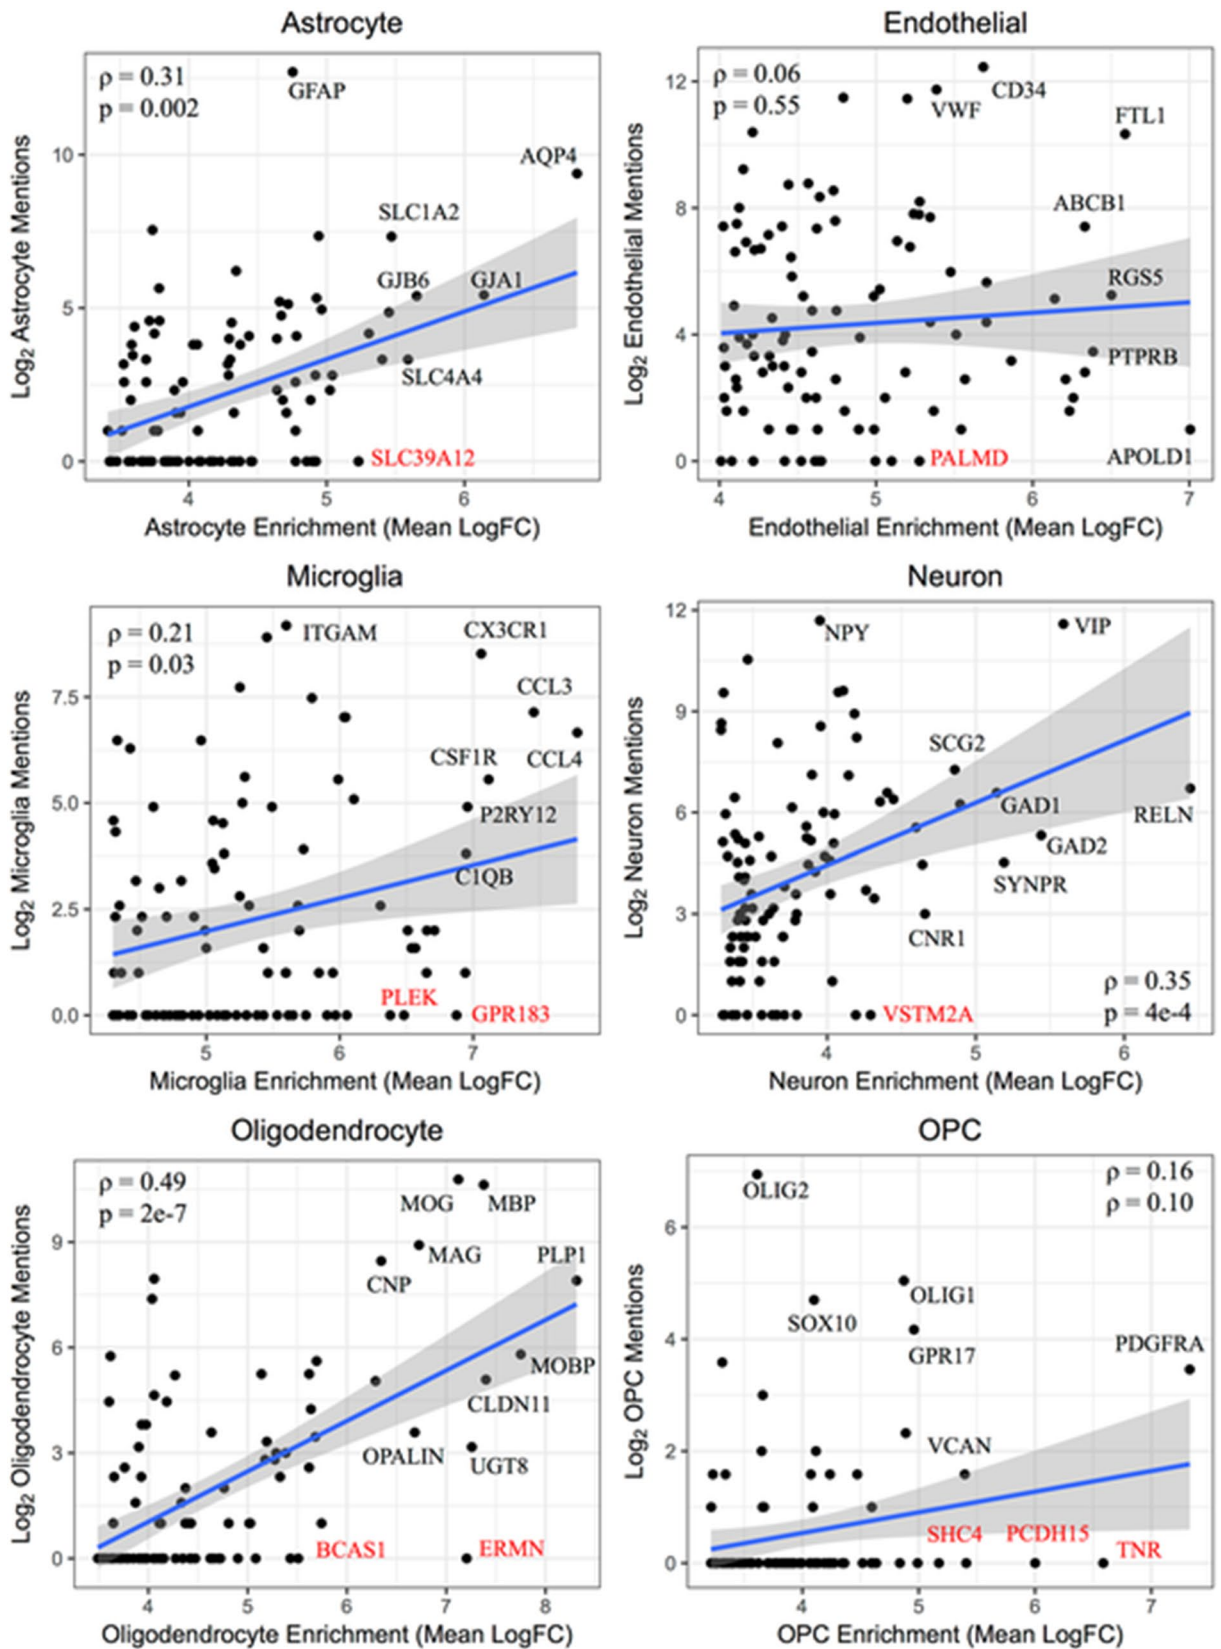 Astrocyte
ρ = 0.31
p = 0.002
GFAP
AQP4
SLC1A2
GJB6
GJA1
SLC4A4
SLC39A12
10
5
0
4
5
6
Log2 Astrocyte Mentions
Astrocyte Enrichment (Mean LogFC)
Endothelial
ρ = 0.06
p = 0.55
CD34
VWF
FTL1
ABCB1
RGS5
PTPRB
PALMD
APOLD1
12
8
4
0
4
5
6
7
Log2 Endothelial Mentions
Endothelial Enrichment (Mean LogFC)
Microglia
ρ = 0.21
p = 0.03
ITGAM
CX3CR1
CCL3
CSF1R
CCL4
P2RY12
C1QB
PLEK
GPR183
7.5
5.0
2.5
0.0
5
6
7
Log2 Microglia Mentions
Microglia Enrichment (Mean LogFC)
Neuron
NPY
VIP
SCG2
GAD1
RELN
GAD2
SYNPR
CNR1
ρ = 0.35
p = 4e-4
VSTM2A
12
9
6
3
0
4
5
6
Log2 Neuron Mentions
Neuron Enrichment (Mean LogFC)
Oligodendrocyte
ρ = 0.49
p = 2e-7
MOG
MBP
MAG
PLP1
CNP
MOBP
CLDN11
OPALIN
UGT8
BCAS1
ERMN
9
6
3
0
4
5
6
7
8
Log2 Oligodendrocyte Mentions
Oligodendrocyte Enrichment (Mean LogFC)
OPC
ρ = 0.16
ρ = 0.10
OLIG2
OLIG1
SOX10
GPR17
PDGFRA
VCAN
SHC4
PCDH15
TNR
6
4
2
0
4
5
6
7
Log2 OPC Mentions
OPC Enrichment (Mean LogFC)